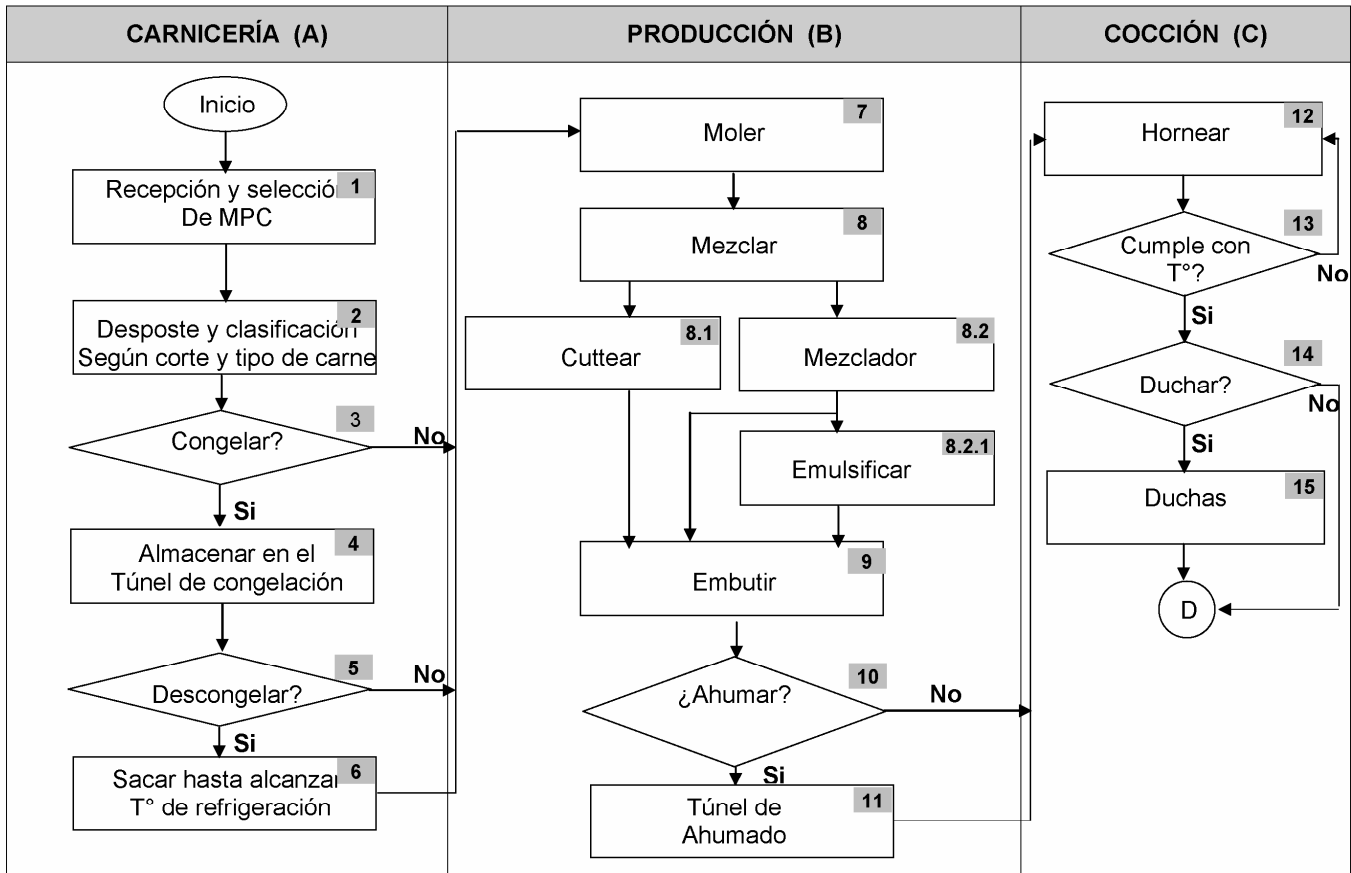 CARNICERÍA (A)
PRODUCCIÓN (B)
COCCIÓN (C)
Inicio
1
Recepción y selección
De MPC
2
Desposte y clasificación
Según corte y tipo de carne
3
Congelar?
No
Si
4
Almacenar en el
Túnel de congelación
5
Descongelar?
No
Si
6
Sacar hasta alcanzar
T° de refrigeración
7
Moler
8
Mezclar
8.1
Cuttear
8.2
Mezclador
8.2.1
Emulsificar
9
Embutir
10
¿Ahumar?
No
Si
11
Túnel de
Ahumado
12
Hornear
13
Cumple con
T°?
No
Si
14
Duchar?
No
Si
15
Duchas
D